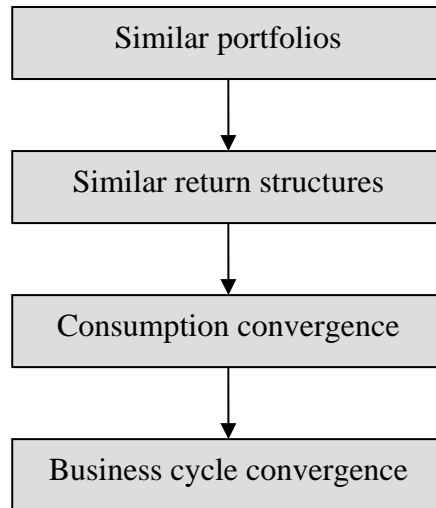 Similar portfolios
Similar return structures
Consumption convergence
Business cycle convergence